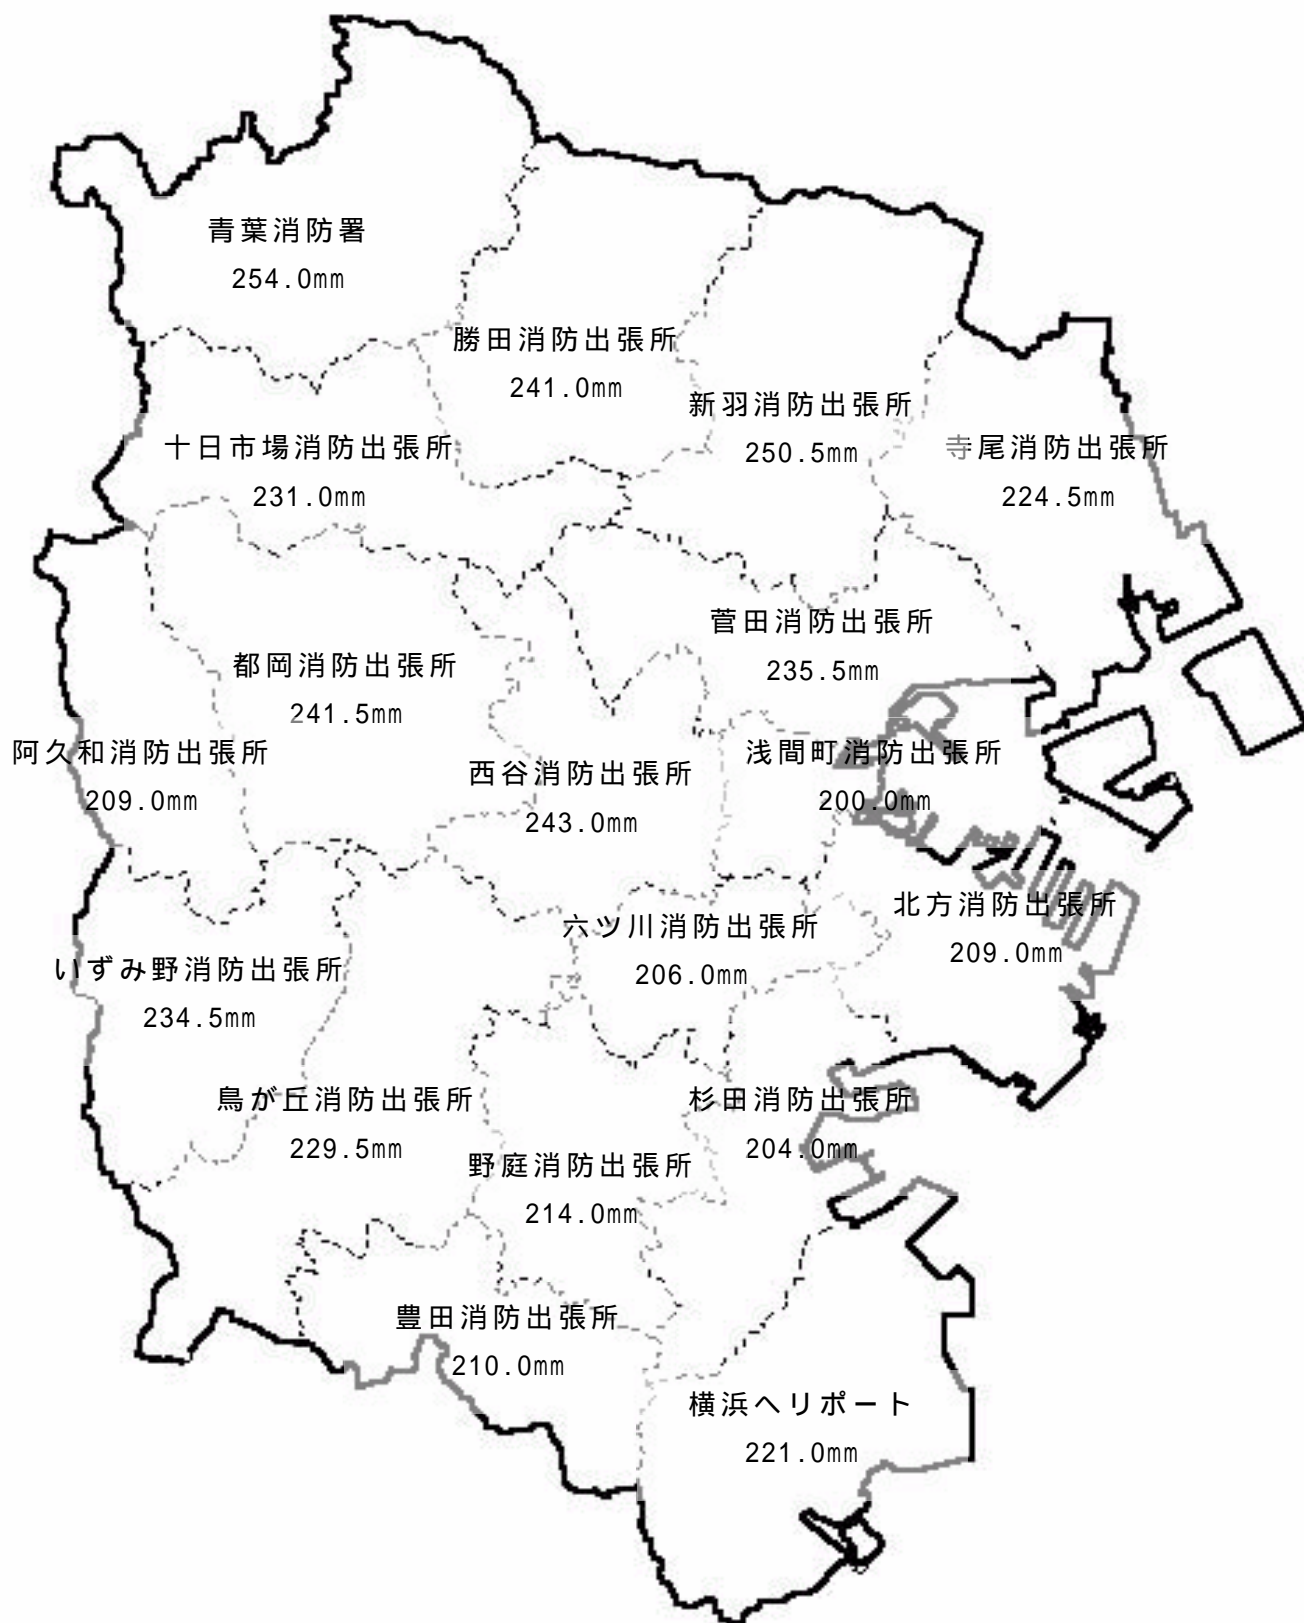 青葉消防署
254.0mm
勝田消防出張所
241.0mm
新羽消防出張所
250.5mm
十日市場消防出張所
231.0mm
寺尾消防出張所
224.5mm
菅田消防出張所
235.5mm
都岡消防出張所
241.5mm
阿久和消防出張所
209.0mm
西谷消防出張所
243.0mm
浅間町消防出張所
200.0mm
北方消防出張所
209.0mm
六ツ川消防出張所
206.0mm
いずみ野消防出張所
234.5mm
鳥が丘消防出張所
229.5mm
杉田消防出張所
204.0mm
野庭消防出張所
214.0mm
豊田消防出張所
210.0mm
横浜ヘリポート
221.0mm